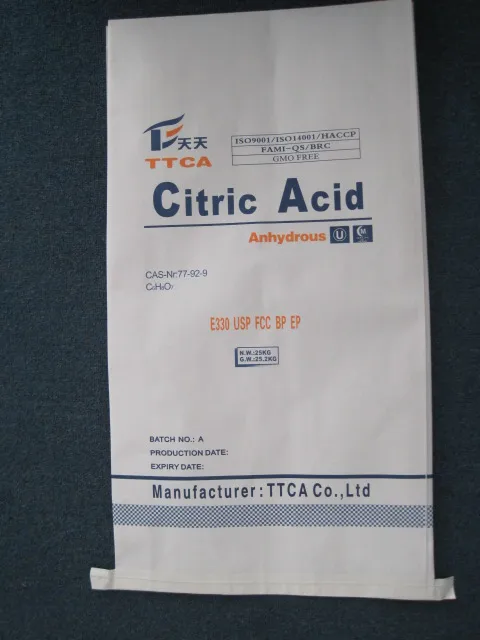 天天
TTCA
ISO9001/ISO14001/HACCP
FAMI-QS/BRC
GMO FREE
Citric Acid
Anhydrous U M
CAS-Nr:77-92-9
C₆H₈O₇
E330 USP FCC BP EP
N.W.:25KG
G.W.:25.2KG
BATCH NO.: A
PRODUCTION DATE:
EXPIRY DATE:
Manufacturer:TTCA Co.,Ltd